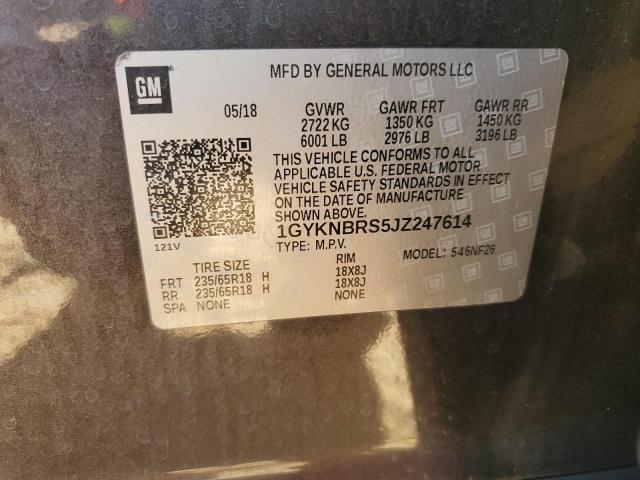 GM
MFD BY GENERAL MOTORS LLC
05/18 GVWR GAWR FRT GAWR RR
2722 KG 1350 KG 1450 KG
6001 LB 2976 LB 3196 LB
THIS VEHICLE CONFORMS TO ALL
APPLICABLE U.S. FEDERAL MOTOR
VEHICLE SAFETY STANDARDS IN EFFECT
ON THE DATE OF MANUFACTURE
SHOWN ABOVE.
121V
1GYKNBRS5JZ247614
TYPE: M.P.V. MODEL: 546NF26
TIRE SIZE RIM
FRT 235/65R18 H 18X8J
RR 235/65R18 H 18X8J
SPA NONE NONE